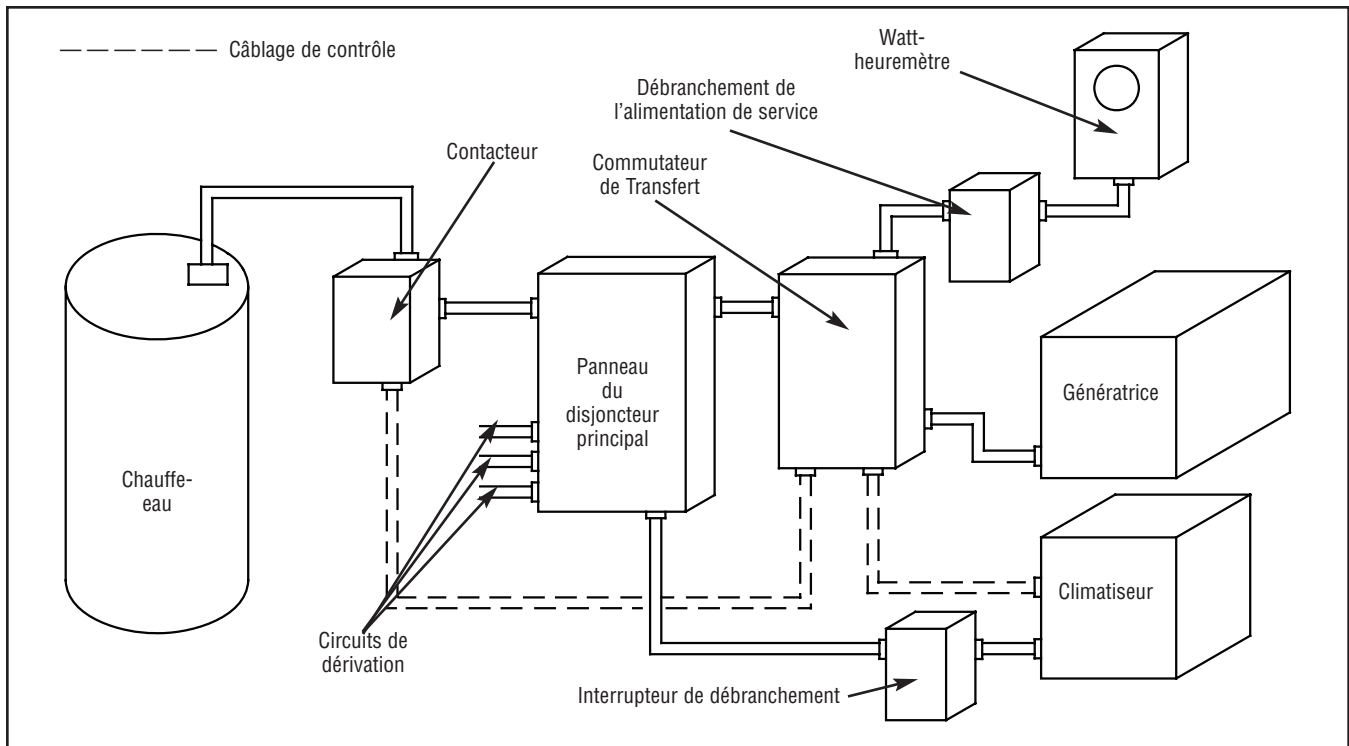 Câblage de contrôle
Watt-
heuremètre
Débranchement de
l'alimentation de service
Contacteur
Commutateur
de Transfert
Panneau
du
disjoncteur
principal
Génératrice
Chauffe-
eau
Climatiseur
Circuits de
dérivation
Interrupteur de débranchement